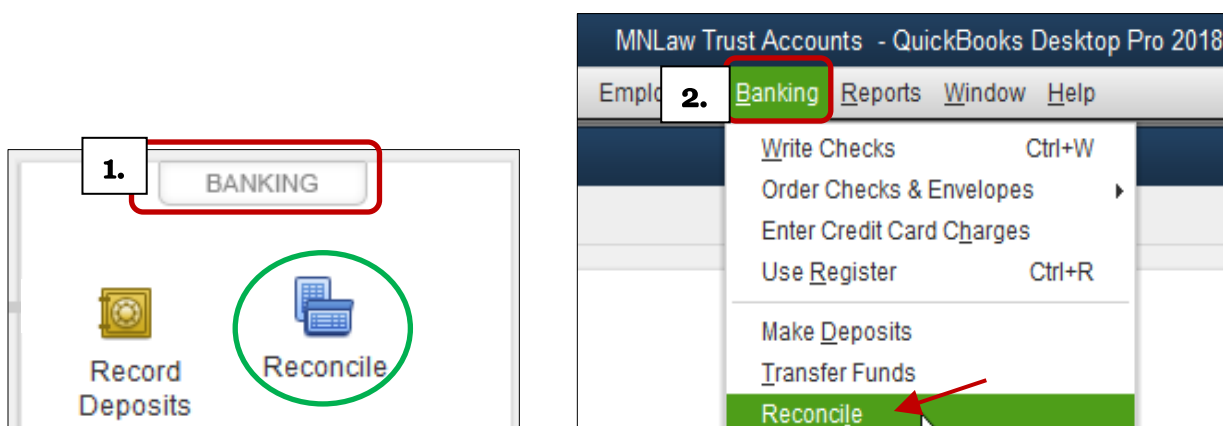 1.
BANKING
Record
Deposits
Reconcile
MNLaw Trust Accounts - QuickBooks Desktop Pro 2018
2.
Banking Reports Window Help
Write Checks Ctrl+W
Order Checks & Envelopes
Enter Credit Card Charges
Use Register Ctrl+R
Make Deposits
Transfer Funds
Reconcile